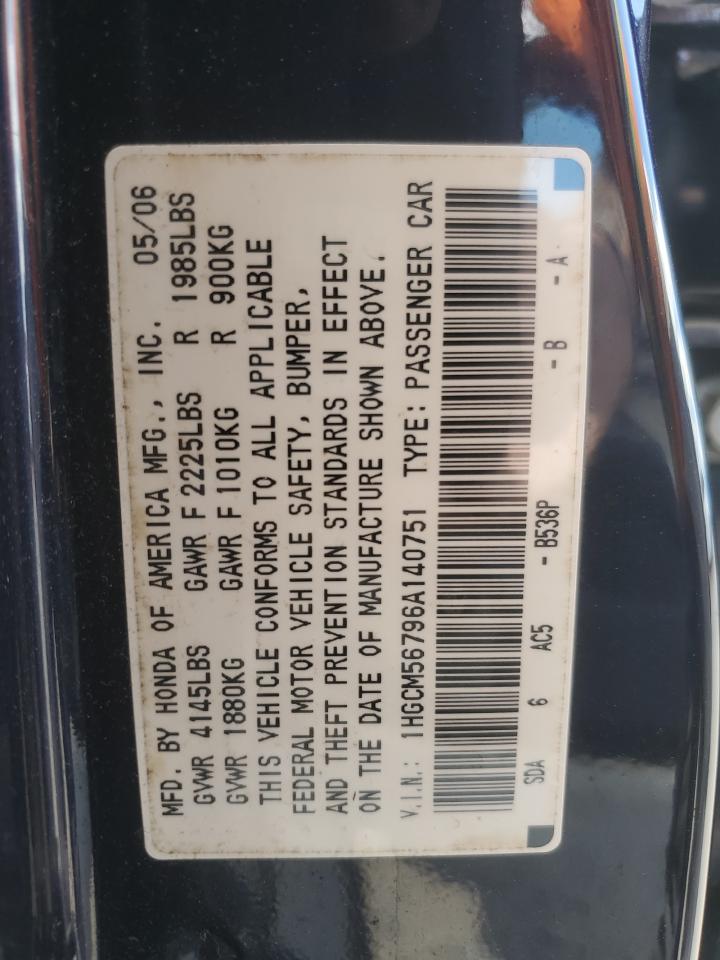 MFD. BY HONDA OF AMERICA MFG., INC. 05/06
GVWR 4145LBS GAWR F 2225LBS R 1985LBS
GVWR 1880KG GAWR F 1010KG R 900KG
THIS VEHICLE CONFORMS TO ALL APPLICABLE
FEDERAL MOTOR VEHICLE SAFETY, BUMPER,
AND THEFT PREVENTION STANDARDS IN EFFECT
ON THE DATE OF MANUFACTURE SHOWN ABOVE.
V.I.N.: 1HGCM56796A140751 TYPE: PASSENGER CAR
SDA 6 AC5 - B536P - B - A